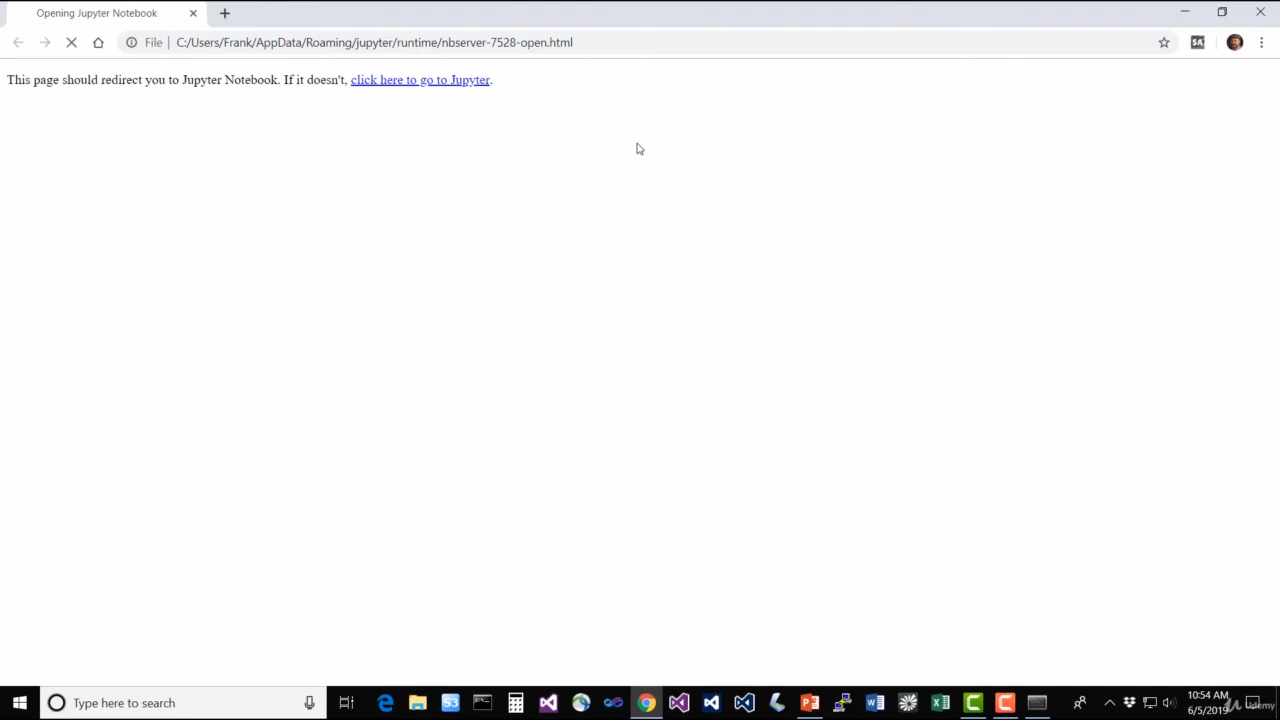 Opening Jupyter Notebook
File
C:/Users/Frank/AppData/Roaming/jupyter/runtime/nbserver-7528-open.html
SA
This page should redirect you to Jupyter Notebook. If it doesn't, click here to go to Jupyter.
Type here to search
10:54 AM
6/5/2019
Udemy